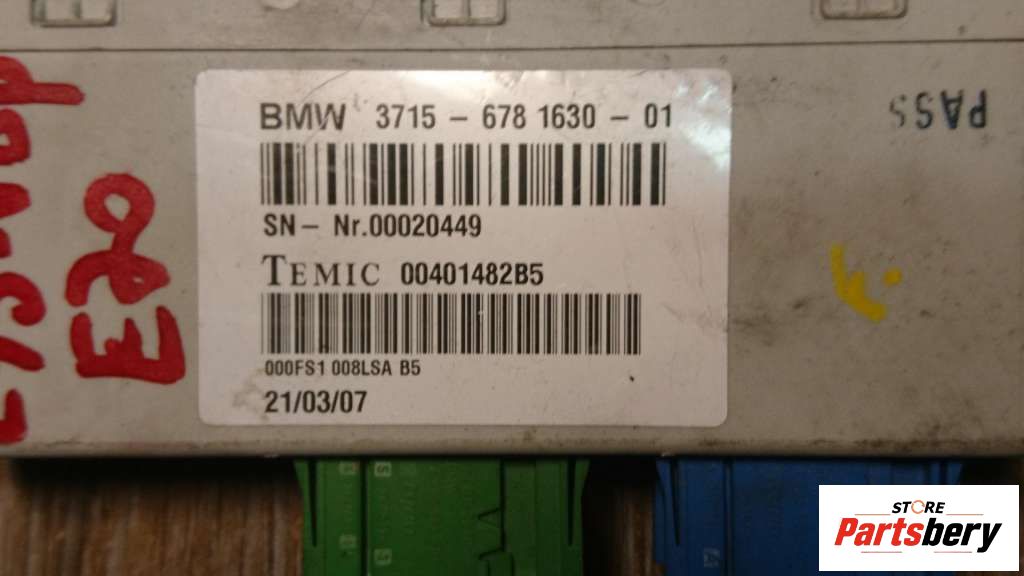 BMW 3715 - 678 1630 - 01
SN - Nr.00020449
TEMIC 00401482B5
000FS1 008LSA B5
21/03/07
PASS
E70
STORE
Partsbery